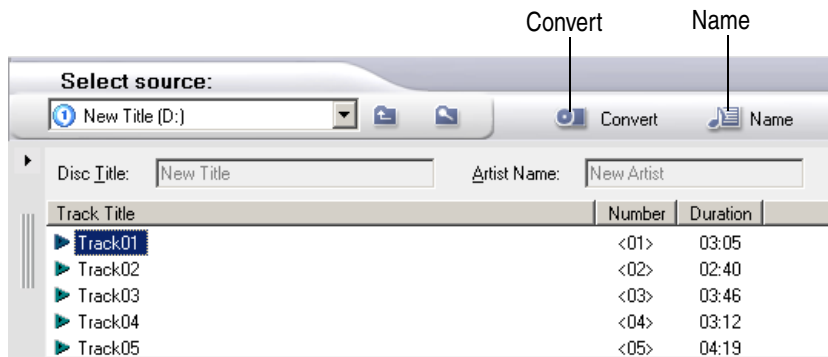 Convert Name
Select source:
New Title (D:) Convert Name
Disc Title: New Title Artist Name: New Artist
Track Title Number Duration
Track01 <01> 03:05
Track02 <02> 02:40
Track03 <03> 03:46
Track04 <04> 03:12
Track05 <05> 04:19